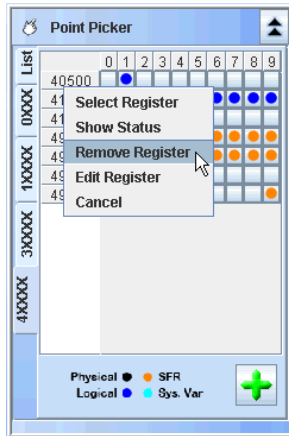 Point Picker
List
0XXXX
1XXXX
3XXXX
4XXXX
0 1 2 3 4 5 6 7 8 9
40500
41
41
49
49
49
49
Select Register
Show Status
Remove Register
Edit Register
Cancel
Physical SFR
Logical Sys. Var